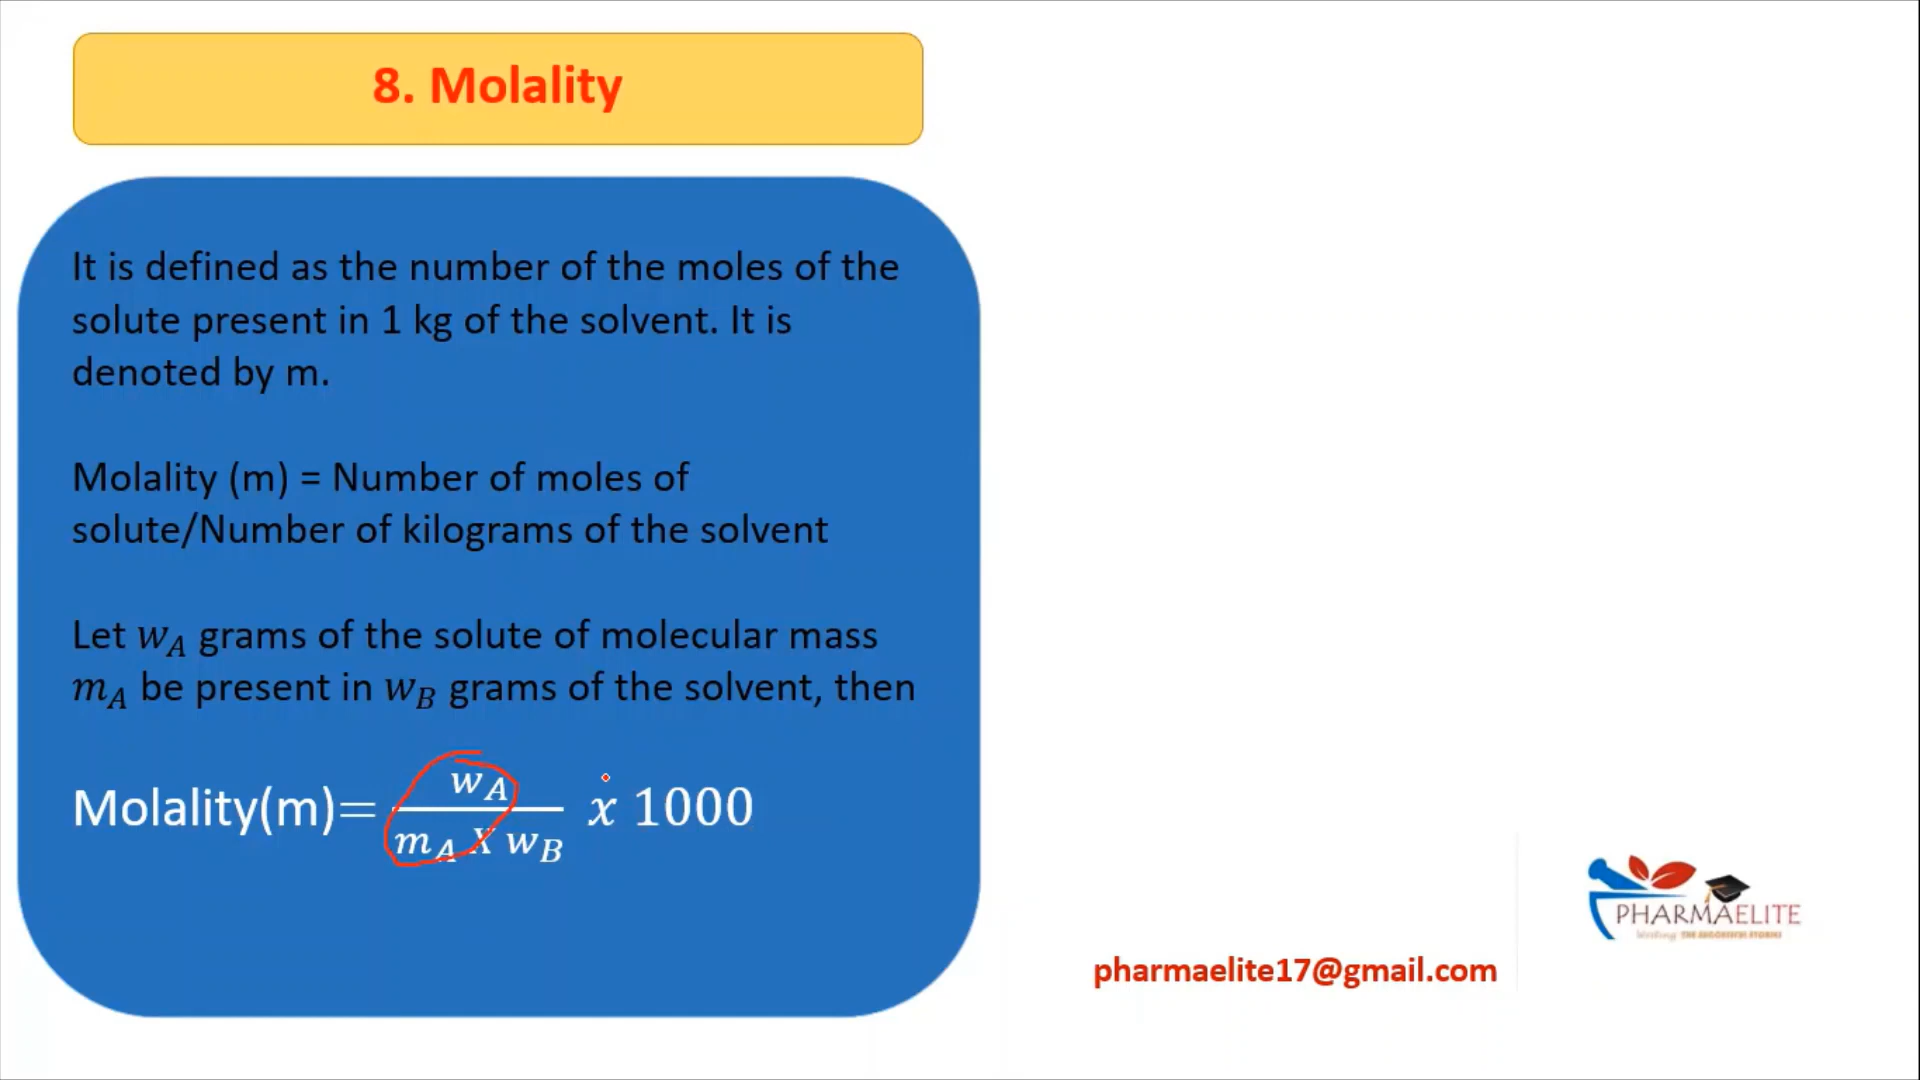 8. Molality
It is defined as the number of the moles of the
solute present in 1 kg of the solvent. It is
denoted by m.
Molality (m) = Number of moles of
solute/Number of kilograms of the solvent
Let w_A grams of the solute of molecular mass
m_A be present in w_B grams of the solvent, then
Molality(m)= \frac{w_A}{m_A X w_B} x 1000
PHARMAELITE
pharmaelite17@gmail.com